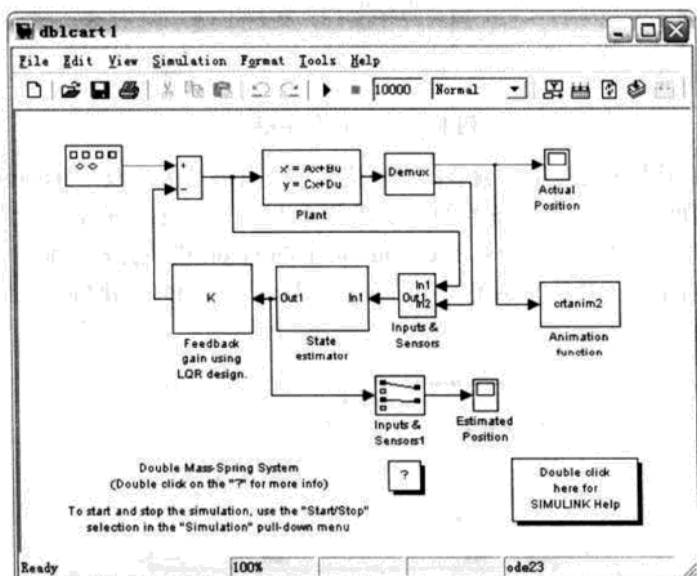 dblcart1
File Edit View Simulation Format Tools Help
10000 Normal
+
−
x' = Ax+Bu
y = Cx+Du
Plant
Demux
Actual
Position
K
Feedback
gain using
LQR design.
Out1 In1
State
estimator
In1
Out1
In2
Inputs &
Sensors
crtanim2
Animation
function
Inputs &
Sensors1
Estimated
Position
Double Mass-Spring System
(Double click on the "?" for more info)
?
Double click
here for
SIMULINK Help
To start and stop the simulation, use the "Start/Stop"
selection in the "Simulation" pull-down menu
Ready 100% ode23